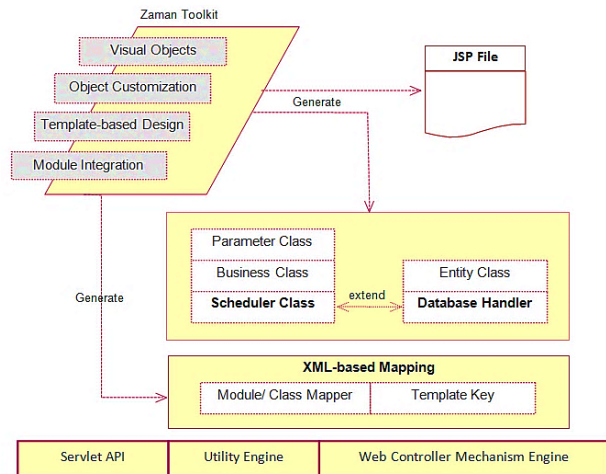 Zaman Toolkit
Visual Objects
Object Customization
Template-based Design
Module Integration
JSP File
Generate
Parameter Class
Business Class
Scheduler Class
extend
Entity Class
Database Handler
Generate
XML-based Mapping
Module/ Class Mapper
Template Key
Servlet API
Utility Engine
Web Controller Mechanism Engine